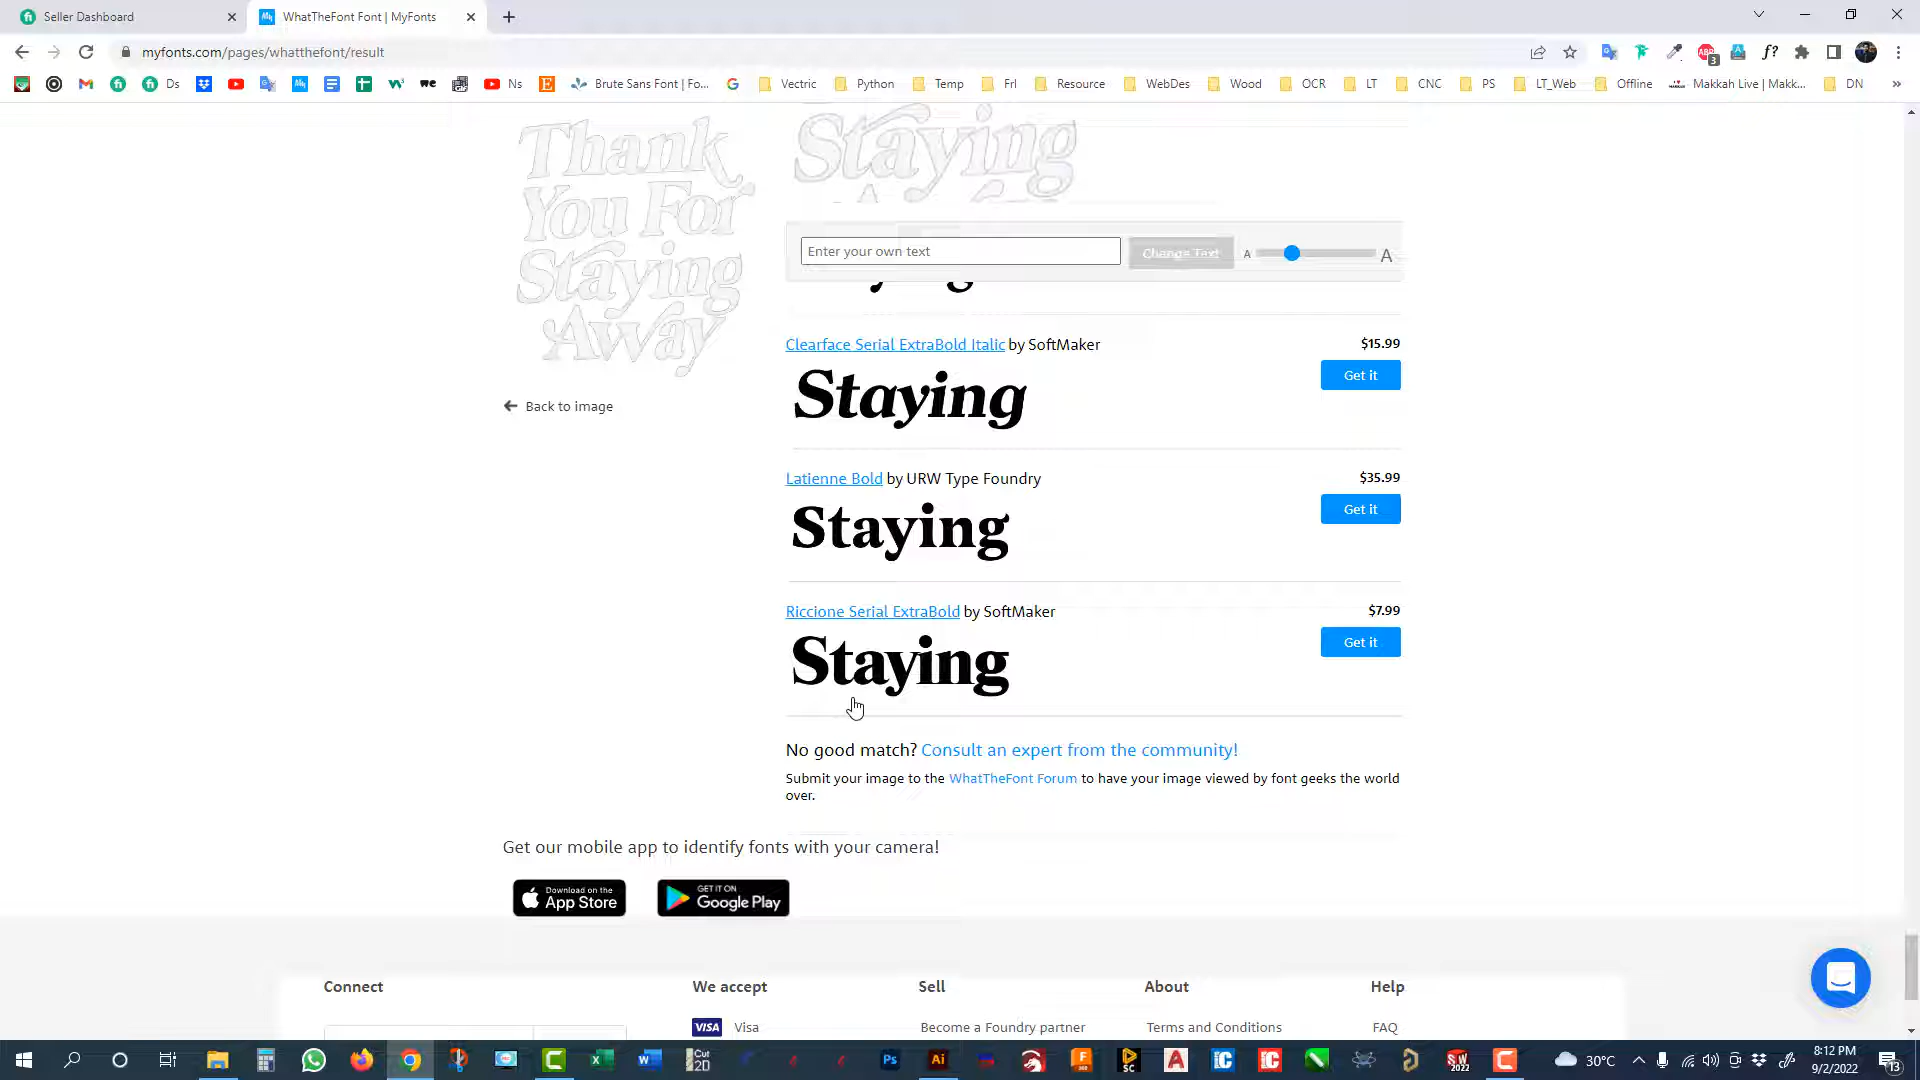 Seller Dashboard
WhatTheFont Font | MyFonts
myfonts.com/pages/whatthefont/result
Ds
Ns
Brute Sans Font | Fo...
Vectric
Python
Temp
Frl
Resource
WebDes
Wood
OCR
LT
CNC
PS
LT_Web
Offline
Makkah Live | Makk...
DN
»
Thank
You For
Staying
Away
Staying
Enter your own text
Change Text
A
A
Clearface Serial ExtraBold Italic by SoftMaker
$15.99
Get it
Staying
Back to image
Latienne Bold by URW Type Foundry
$35.99
Get it
Staying
Riccione Serial ExtraBold by SoftMaker
$7.99
Get it
Staying
No good match? Consult an expert from the community!
Submit your image to the WhatTheFont Forum to have your image viewed by font geeks the world
over.
Get our mobile app to identify fonts with your camera!
Download on the
App Store
GET IT ON
Google Play
Connect
We accept
Sell
About
Help
VISA
Visa
Become a Foundry partner
Terms and Conditions
FAQ
30°C
8:12 PM
9/2/2022
13